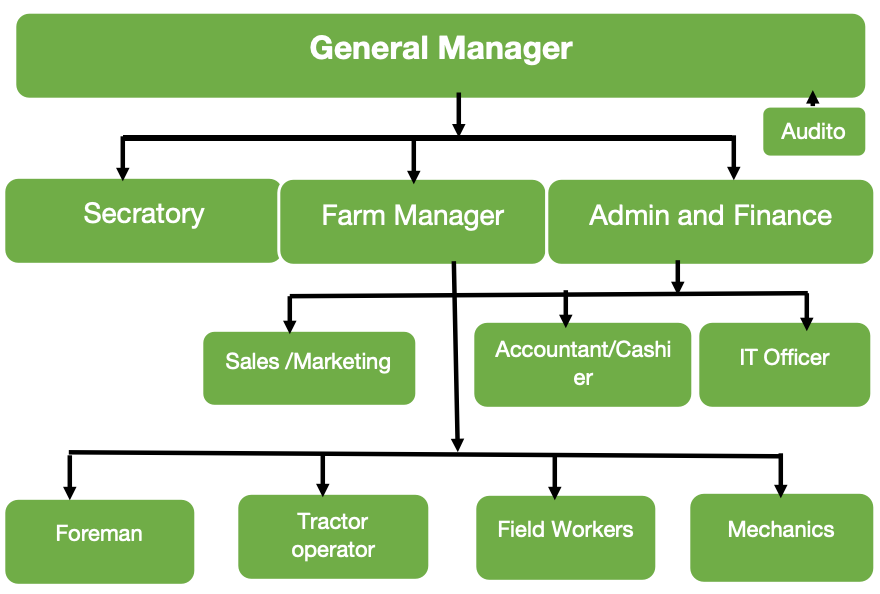 General Manager
Audito
Secratory
Farm Manager
Admin and Finance
Sales /Marketing
Accountant/Cashi
er
IT Officer
Foreman
Tractor
operator
Field Workers
Mechanics